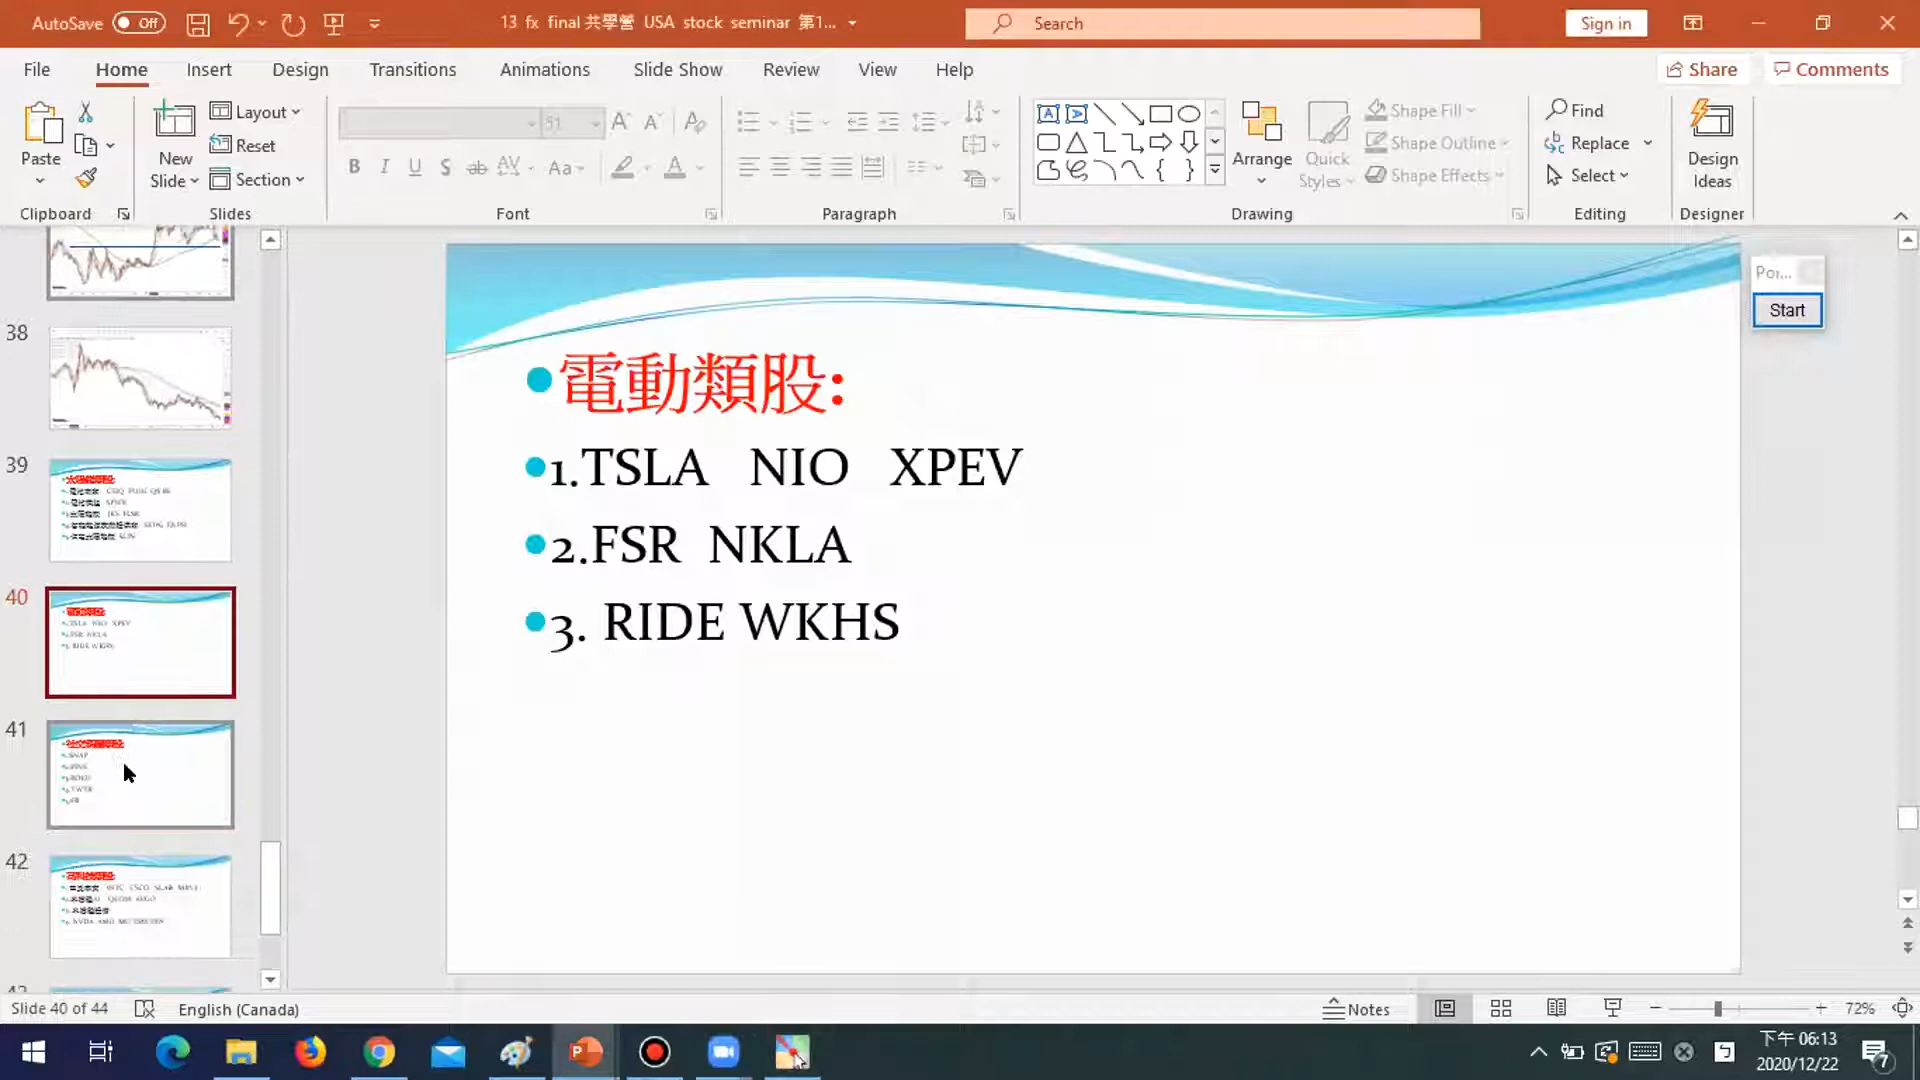 AutoSave Off 13 fx final 共學營 USA stock seminar 第1... Search Sign in
File Home Insert Design Transitions Animations Slide Show Review View Help Share Comments
Paste
New Slide
Layout
Reset
Section
51
Arrange
Quick Styles
Shape Fill
Shape Outline
Shape Effects
Find
Replace
Select
Design Ideas
Clipboard Slides Font Paragraph Drawing Editing Designer
38
39
40
41
42
電動類股:
1.TSLA NIO XPEV
2.FSR NKLA
3. RIDE WKHS
Por...
Start
Slide 40 of 44 English (Canada) Notes 72%
下午 06:13
2020/12/22
7